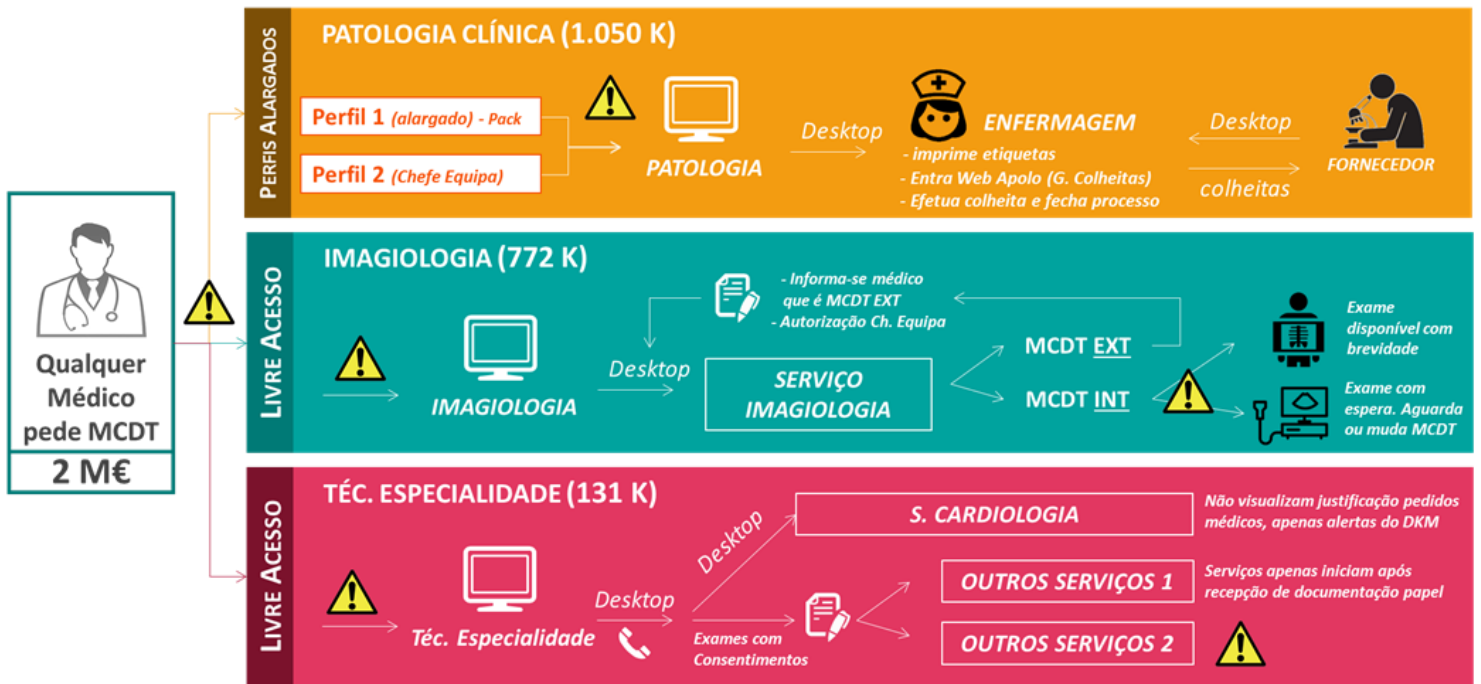 Qualquer
Médico
pede MCDT
2 M€
PERFIS ALARGADOS
PATOLOGIA CLÍNICA (1.050 K)
Perfil 1 (alargado) - Pack
Perfil 2 (Chefe Equipa)
PATOLOGIA
Desktop
ENFERMAGEM
- imprime etiquetas
- Entra Web Apolo (G. Colheitas)
- Efetua colheita e fecha processo
Desktop
colheitas
FORNECEDOR
LIVRE ACESSO
IMAGIOLOGIA (772 K)
IMAGIOLOGIA
Desktop
- Informa-se médico
que é MCDT EXT
- Autorização Ch. Equipa
SERVIÇO
IMAGIOLOGIA
MCDT EXT
MCDT INT
Exame
disponível com
brevidade
Exame com
espera. Aguarda
ou muda MCDT
LIVRE ACESSO
TÉC. ESPECIALIDADE (131 K)
Téc. Especialidade
Desktop
Desktop
Exames com
Consentimentos
S. CARDIOLOGIA
Não visualizam justificação pedidos
médicos, apenas alertas do DKM
OUTROS SERVIÇOS 1
Serviços apenas iniciam após
recepção de documentação papel
OUTROS SERVIÇOS 2